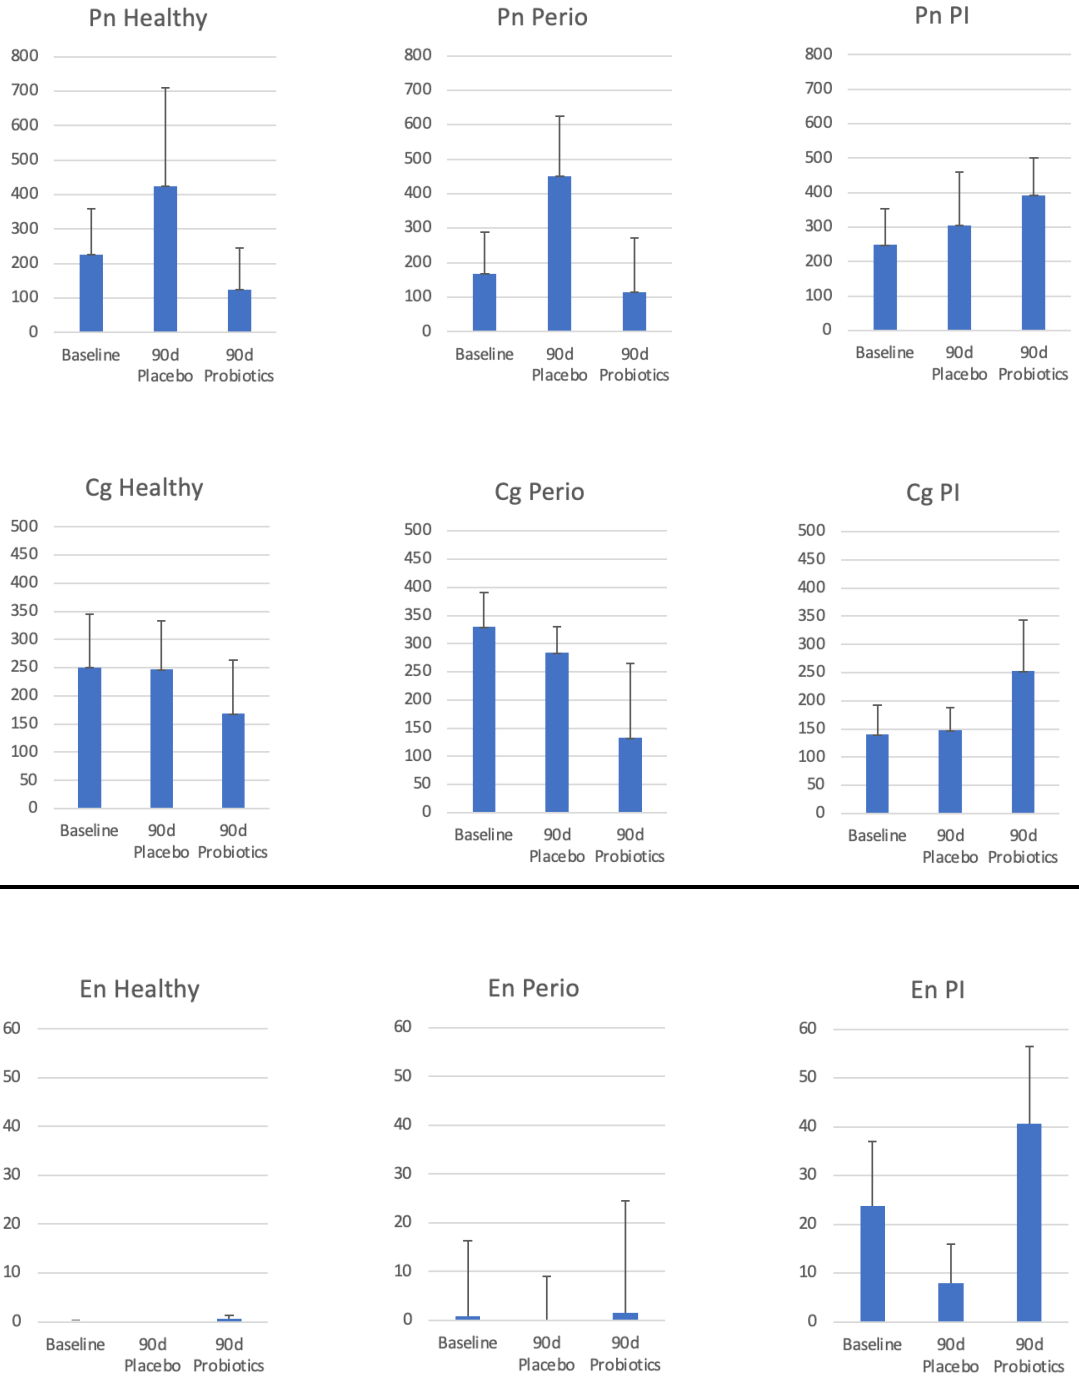 Pn Healthy
800
700
600
500
400
300
200
100
0
Baseline
90d
Placebo
90d
Probiotics
Pn Perio
800
700
600
500
400
300
200
100
0
Baseline
90d
Placebo
90d
Probiotics
Pn PI
800
700
600
500
400
300
200
100
0
Baseline
90d
Placebo
90d
Probiotics
Cg Healthy
500
450
400
350
300
250
200
150
100
50
0
Baseline
90d
Placebo
90d
Probiotics
Cg Perio
500
450
400
350
300
250
200
150
100
50
0
Baseline
90d
Placebo
90d
Probiotics
Cg PI
500
450
400
350
300
250
200
150
100
50
0
Baseline
90d
Placebo
90d
Probiotics
En Healthy
60
50
40
30
20
10
0
Baseline
90d
Placebo
90d
Probiotics
En Perio
60
50
40
30
20
10
0
Baseline
90d
Placebo
90d
Probiotics
En PI
60
50
40
30
20
10
0
Baseline
90d
Placebo
90d
Probiotics